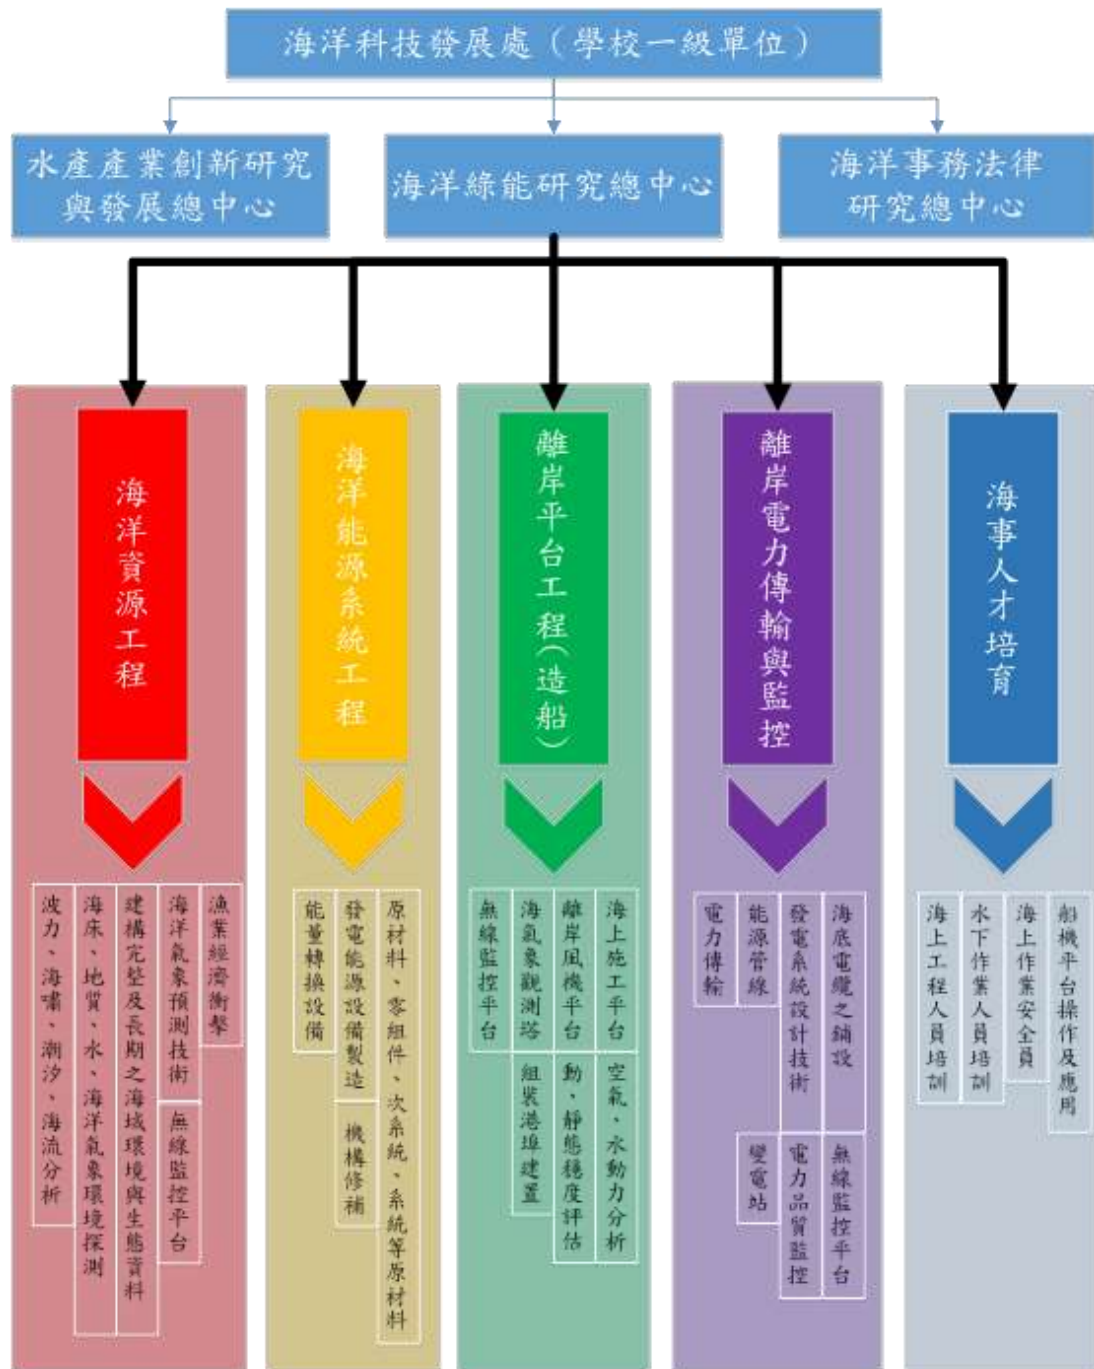 海洋科技發展處（學校一級單位）
水產產業創新研究
與發展總中心
海洋綠能研究總中心
海洋事務法律
研究總中心
海洋資源工程
海洋能源系統工程
離岸平台工程(造船)
離岸電力傳輸與監控
海事人才培育
漁業經濟衝擊
海洋氣象預測技術
無線監控平台
建構完整及長期之海域環境與生態資料
海床、地質、水、海洋氣象環境探測
波力、海嘯、潮汐、海流分析
原材料、零組件、次系統、系統等原材料
發電能源設備製造
機構修補
能量轉換設備
海上施工平台
空氣、水動力分析
離岸風機平台
動、靜態穩度評估
海氣象觀測塔
組裝港埠建置
無線監控平台
海底電纜之鋪設
無線監控平台
發電系統設計技術
電力品質監控
能源管線
變電站
電力傳輸
船機平台操作及應用
海上作業安全員
水下作業人員培訓
海上工程人員培訓